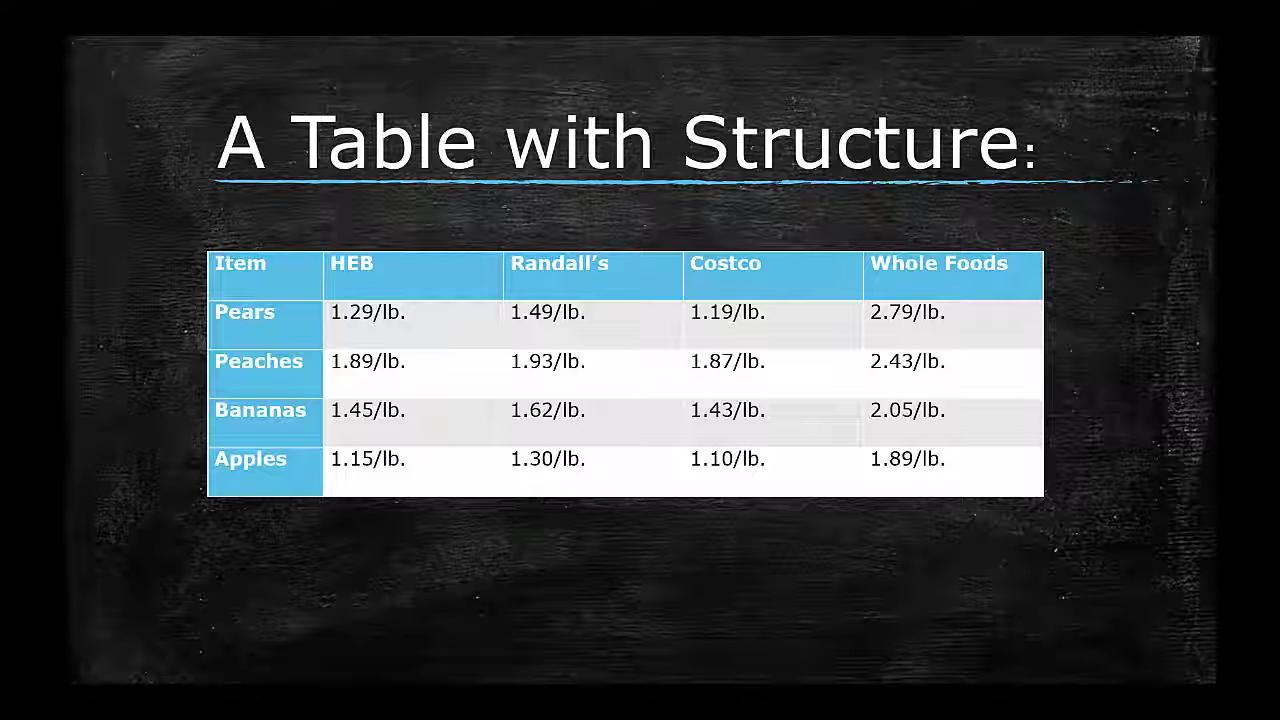 A Table with Structure:
Item HEB Randall’s Costco Whole Foods
Pears 1.29/lb. 1.49/lb. 1.19/lb. 2.79/lb.
Peaches 1.89/lb. 1.93/lb. 1.87/lb. 2.43/lb.
Bananas 1.45/lb. 1.62/lb. 1.43/lb. 2.05/lb.
Apples 1.15/lb. 1.30/lb. 1.10/lb. 1.89/lb.